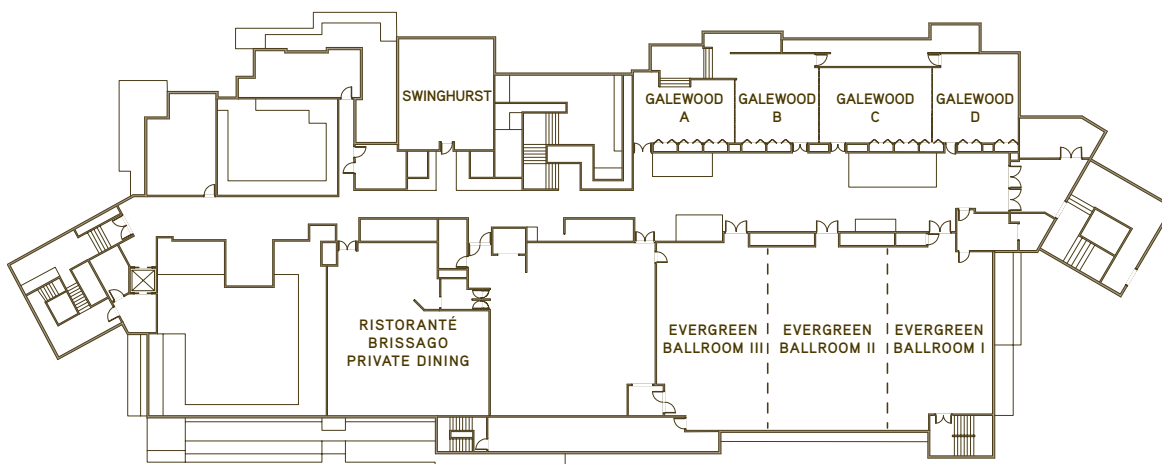 SWINGHURST
GALEWOOD
A
GALEWOOD
B
GALEWOOD
C
GALEWOOD
D
RISTORANTÉ
BRISSAGO
PRIVATE DINING
EVERGREEN
BALLROOM III
EVERGREEN
BALLROOM II
EVERGREEN
BALLROOM I